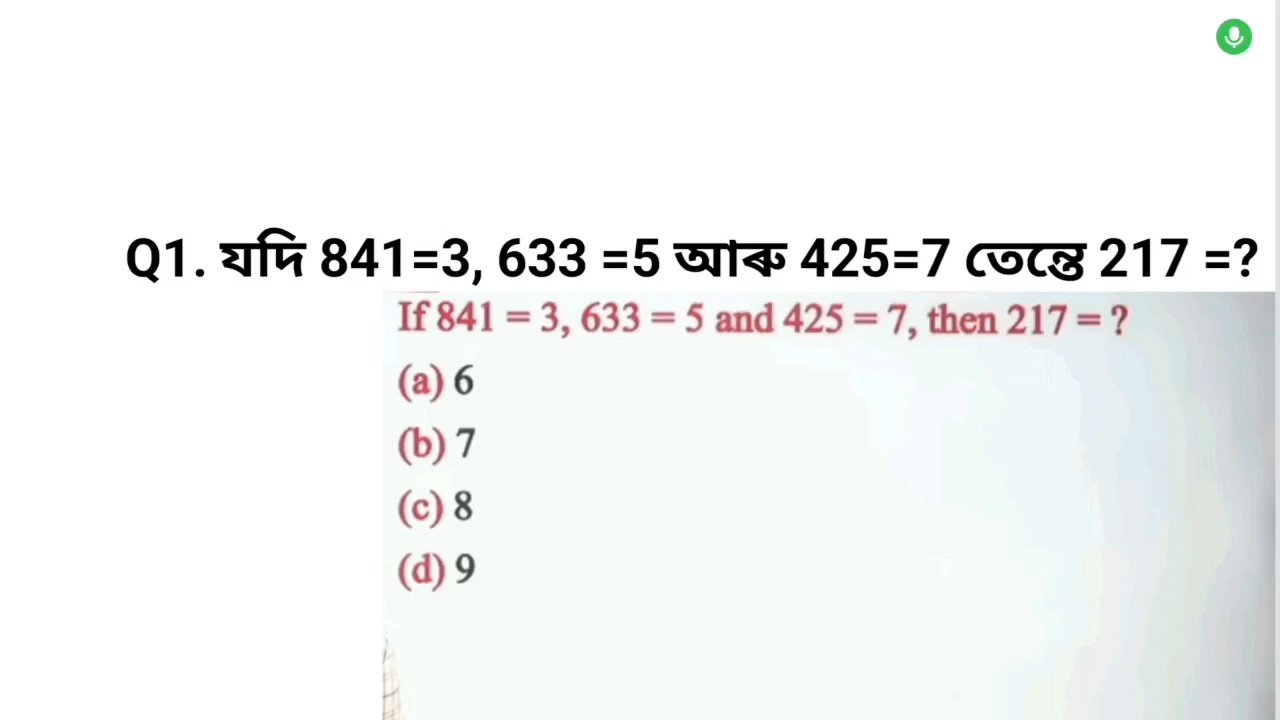 Q1. যদি 841=3, 633 =5 আৰু 425=7 তেন্তে 217 =?
If 841 = 3, 633 = 5 and 425 = 7, then 217 = ?
(a) 6
(b) 7
(c) 8
(d) 9